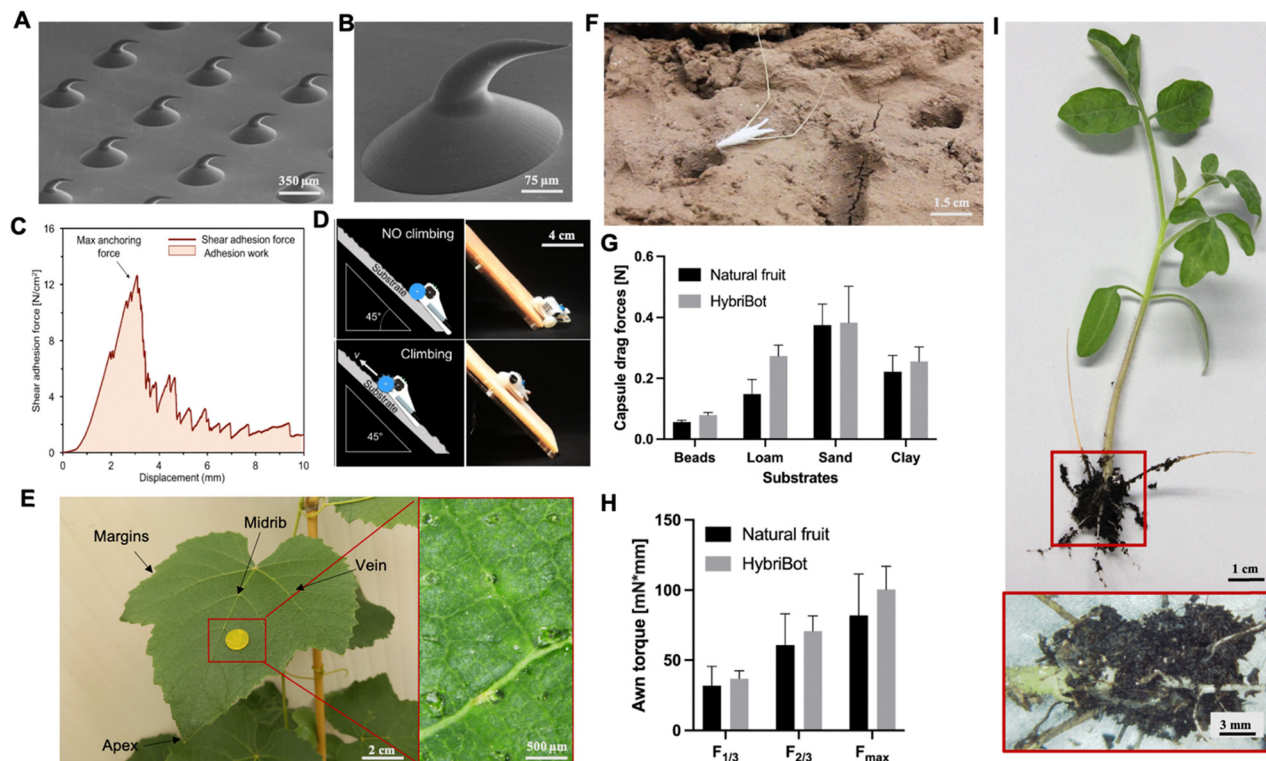 A
350 µm
B
75 µm
C
Shear adhesion force [N/cm²]
16
12
8
4
0
Max anchoring
force
Shear adhesion force
Adhesion work
0 2 4 6 8 10
Displacement (mm)
D
NO climbing
Substrate
45°
4 cm
Climbing
v
Substrate
45°
E
Margins
Midrib
Vein
Apex
2 cm
500 µm
F
1.5 cm
G
Capsule drag forces [N]
0.6
0.4
0.2
0.0
Natural fruit
HybriBot
Beads Loam Sand Clay
Substrates
H
Awn torque [mN*mm]
150
100
50
0
Natural fruit
HybriBot
F1/3 F2/3 Fmax
I
1 cm
3 mm